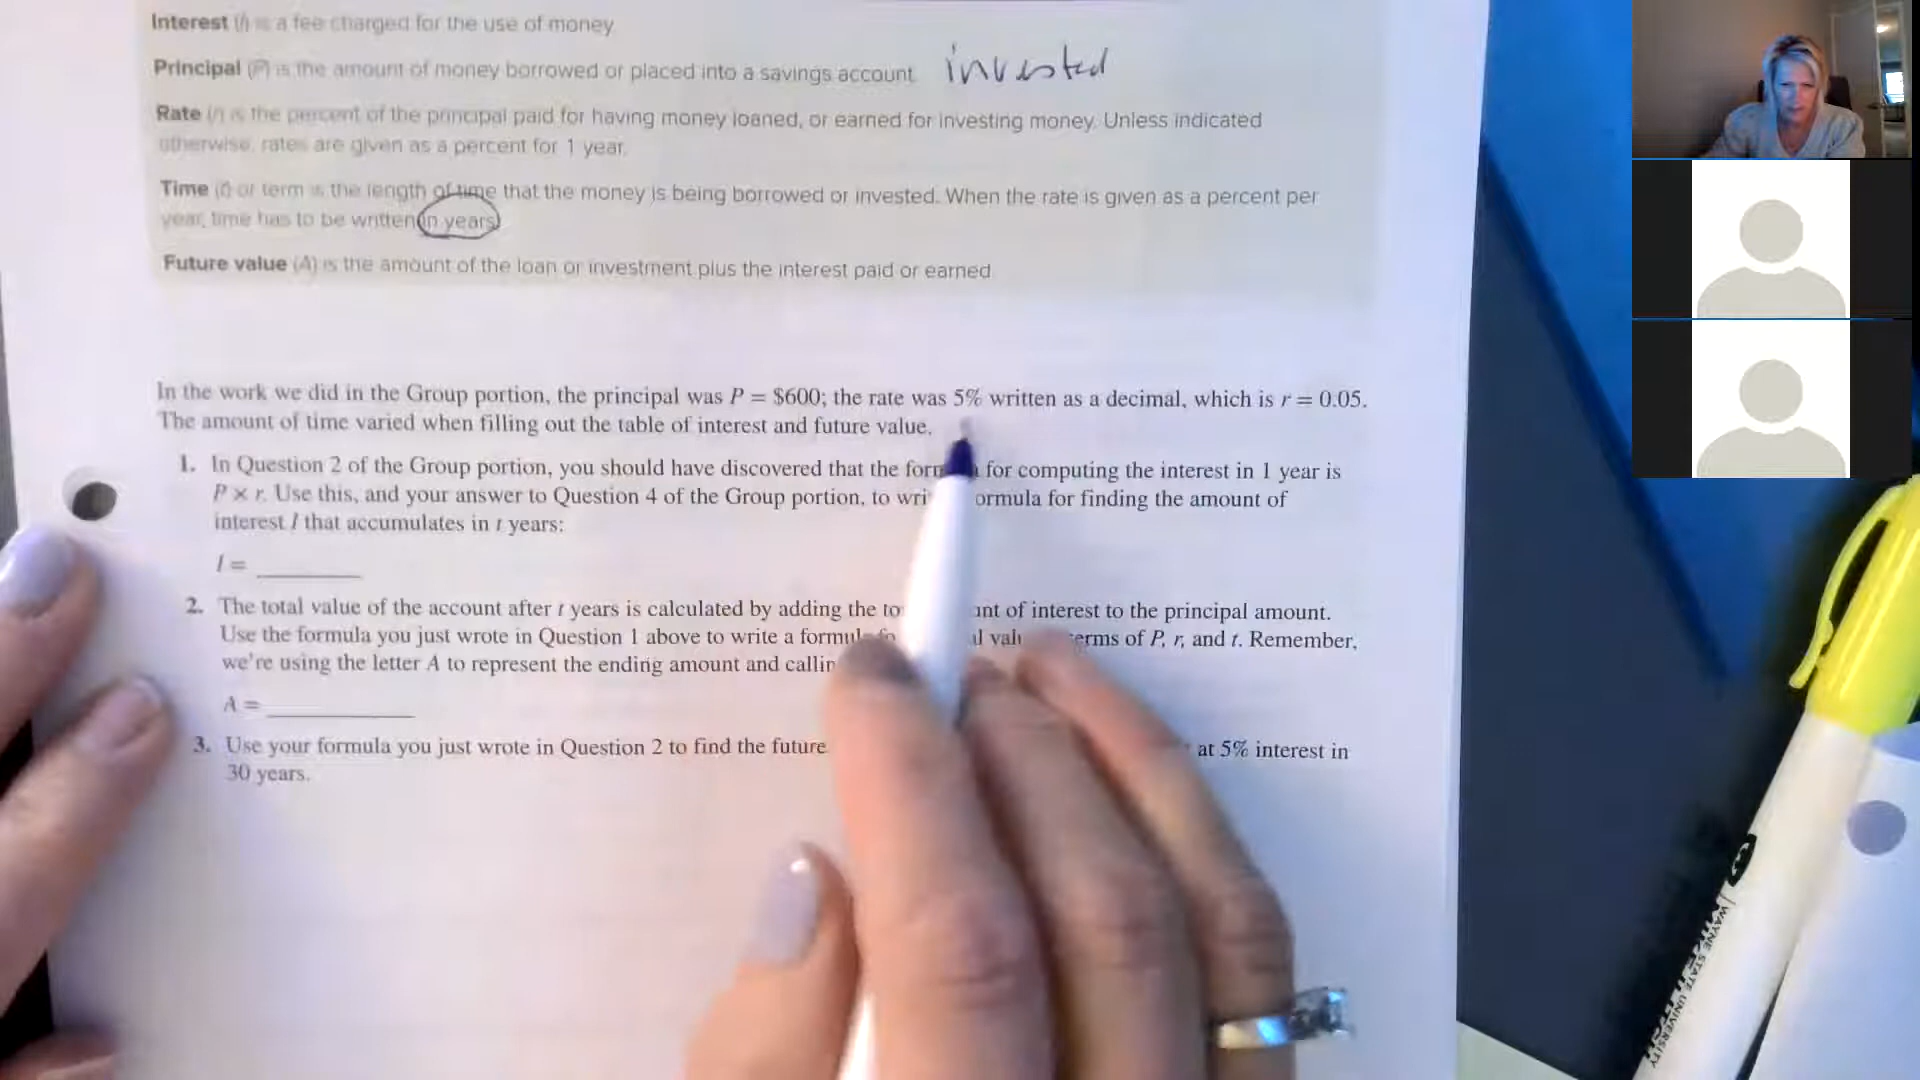 Interest (I) is a fee charged for the use of money
Principal (P) is the amount of money borrowed or placed into a savings account. invested
Rate (r) is the percent of the principal paid for having money loaned, or earned for investing money. Unless indicated
otherwise, rates are given as a percent for 1 year.
Time (t) or term is the length of time that the money is being borrowed or invested. When the rate is given as a percent per
year, time has to be written in years.
Future value (A) is the amount of the loan or investment plus the interest paid or earned.
In the work we did in the Group portion, the principal was P = $600; the rate was 5% written as a decimal, which is r = 0.05.
The amount of time varied when filling out the table of interest and future value.
1. In Question 2 of the Group portion, you should have discovered that the for for computing the interest in 1 year is
P × r. Use this, and your answer to Question 4 of the Group portion, to wri ormula for finding the amount of
interest I that accumulates in t years:
I =
2. The total value of the account after t years is calculated by adding the to nt of interest to the principal amount.
Use the formula you just wrote in Question 1 above to write a formul l val erms of P, r, and t. Remember,
we're using the letter A to represent the ending amount and callin
A =
3. Use your formula you just wrote in Question 2 to find the future at 5% interest in
30 years.
WAYNE STATE UNIVERSITY